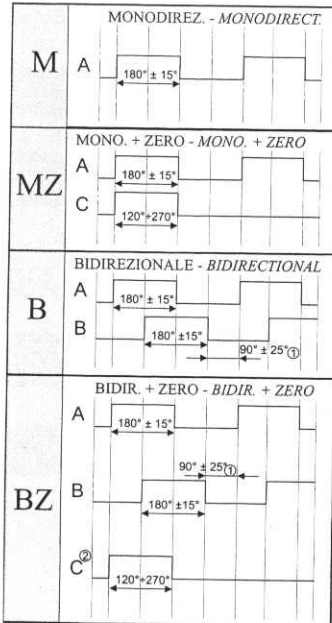 M
MONODIREZ. - MONODIRECT.
A
180° ± 15°
MZ
MONO. + ZERO - MONO. + ZERO
A
180° ± 15°
C
120°÷270°
B
BIDIREZIONALE - BIDIRECTIONAL
A
180° ± 15°
B
180° ±15°
90° ± 25°①
BZ
BIDIR. + ZERO - BIDIR. + ZERO
A
180° ± 15°
90° ± 25°①
B
180° ±15°
C②
120°÷270°